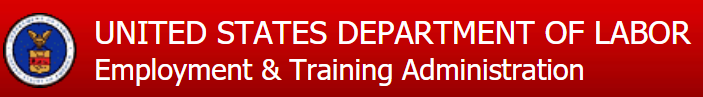 UNITED STATES DEPARTMENT OF LABOR
Employment & Training Administration